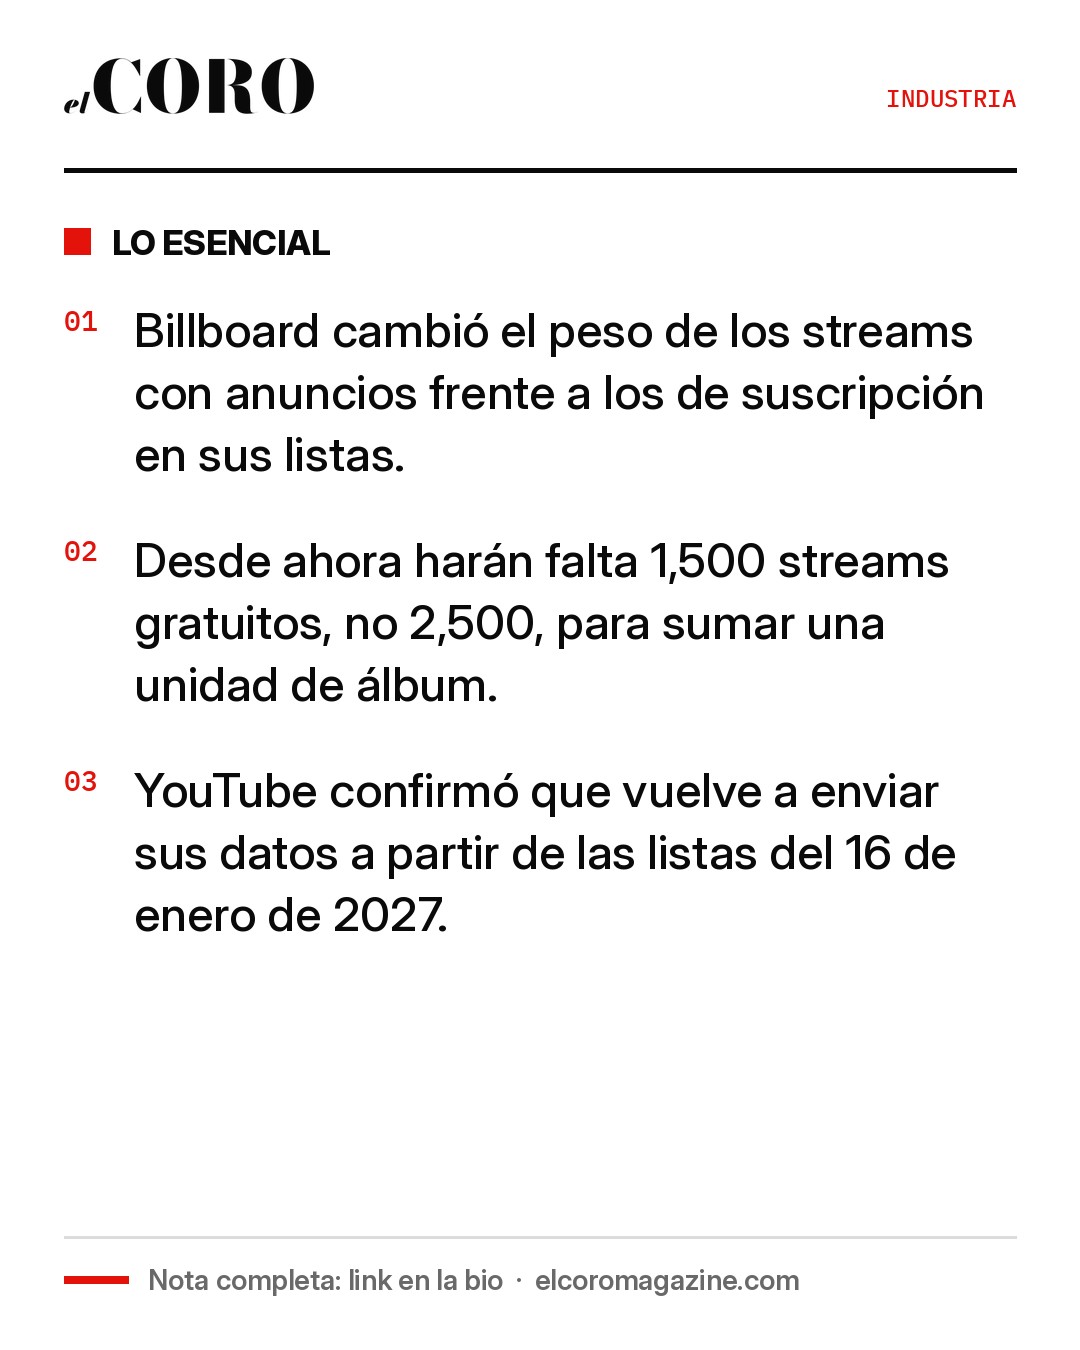 el CORO
INDUSTRIA
LO ESENCIAL
01 Billboard cambió el peso de los streams
con anuncios frente a los de suscripción
en sus listas.
02 Desde ahora harán falta 1,500 streams
gratuitos, no 2,500, para sumar una
unidad de álbum.
03 YouTube confirmó que vuelve a enviar
sus datos a partir de las listas del 16 de
enero de 2027.
Nota completa: link en la bio · elcoromagazine.com